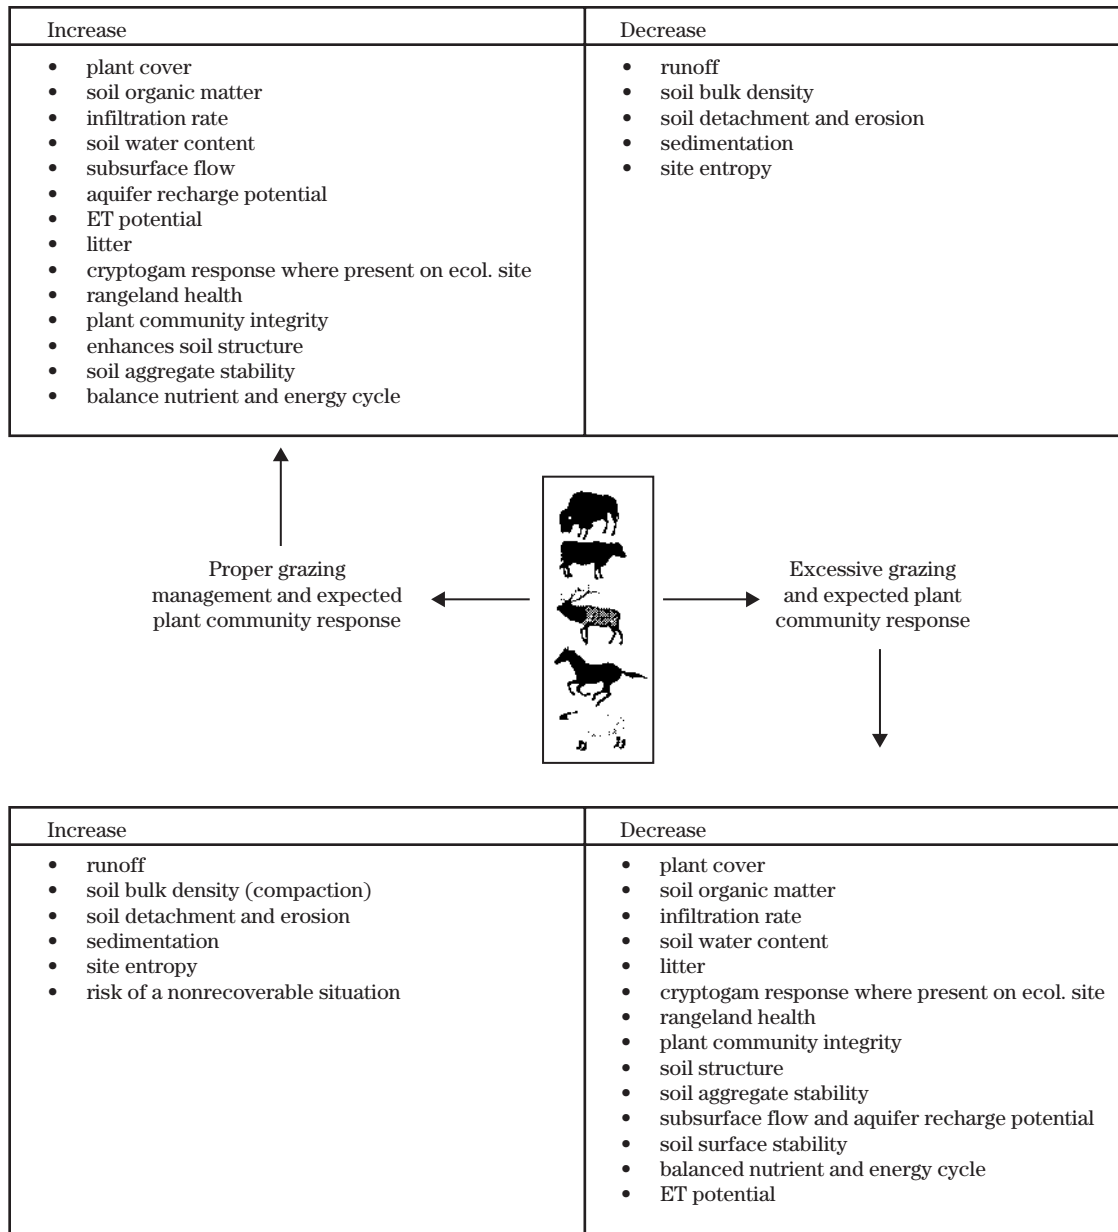 Increase
Decrease
• plant cover
• soil organic matter
• infiltration rate
• soil water content
• subsurface flow
• aquifer recharge potential
• ET potential
• litter
• cryptogam response where present on ecol. site
• rangeland health
• plant community integrity
• enhances soil structure
• soil aggregate stability
• balance nutrient and energy cycle
• runoff
• soil bulk density
• soil detachment and erosion
• sedimentation
• site entropy
Proper grazing
management and expected
plant community response
Excessive grazing
and expected plant
community response
Increase
Decrease
• runoff
• soil bulk density (compaction)
• soil detachment and erosion
• sedimentation
• site entropy
• risk of a nonrecoverable situation
• plant cover
• soil organic matter
• infiltration rate
• soil water content
• litter
• cryptogam response where present on ecol. site
• rangeland health
• plant community integrity
• soil structure
• soil aggregate stability
• subsurface flow and aquifer recharge potential
• soil surface stability
• balanced nutrient and energy cycle
• ET potential